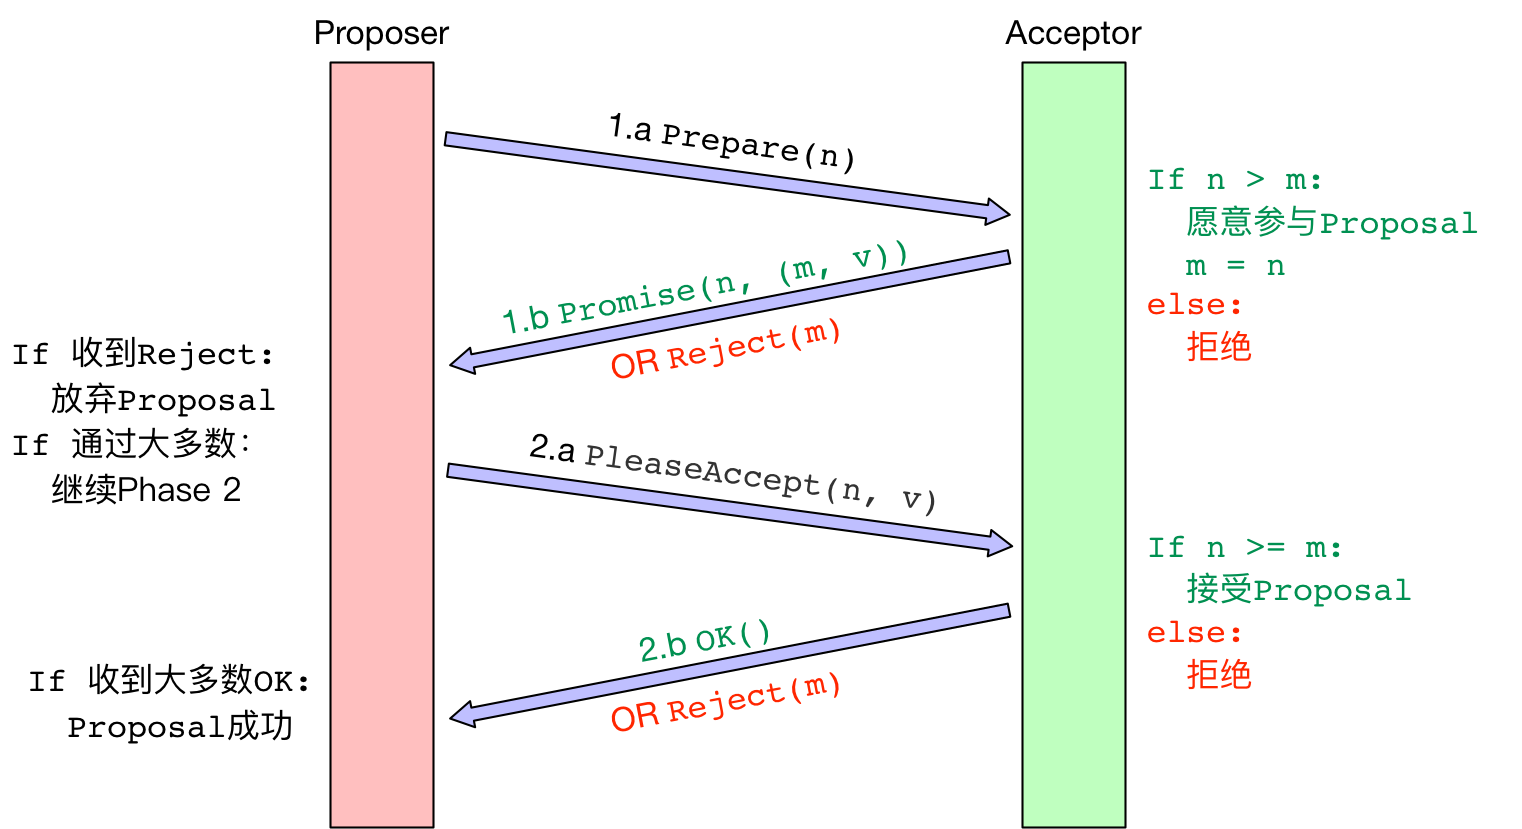 Proposer
Acceptor
1.a Prepare(n)
If n > m:
愿意参与Proposal
m = n
else:
拒绝
1.b Promise(n, (m, v))
OR Reject(m)
If 收到Reject:
放弃Proposal
If 通过大多数:
继续Phase 2
2.a PleaseAccept(n, v)
If n >= m:
接受Proposal
else:
拒绝
2.b OK()
OR Reject(m)
If 收到大多数OK:
Proposal成功